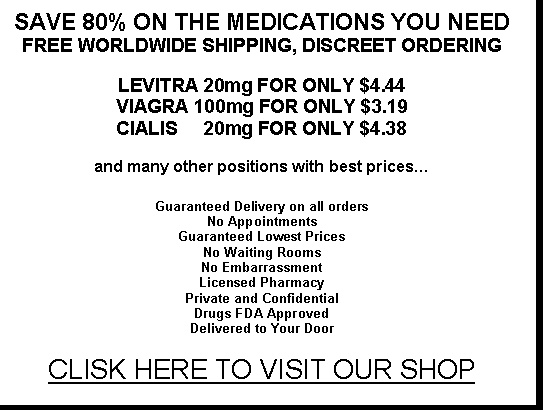 SAVE 80% ON THE MEDICATIONS YOU NEED
FREE WORLDWIDE SHIPPING, DISCREET ORDERING
LEVITRA 20mg FOR ONLY $4.44
VIAGRA 100mg FOR ONLY $3.19
CIALIS 20mg FOR ONLY $4.38
and many other positions with best prices...
Guaranteed Delivery on all orders
No Appointments
Guaranteed Lowest Prices
No Waiting Rooms
No Embarrassment
Licensed Pharmacy
Private and Confidential
Drugs FDA Approved
Delivered to Your Door
CLISK HERE TO VISIT OUR SHOP